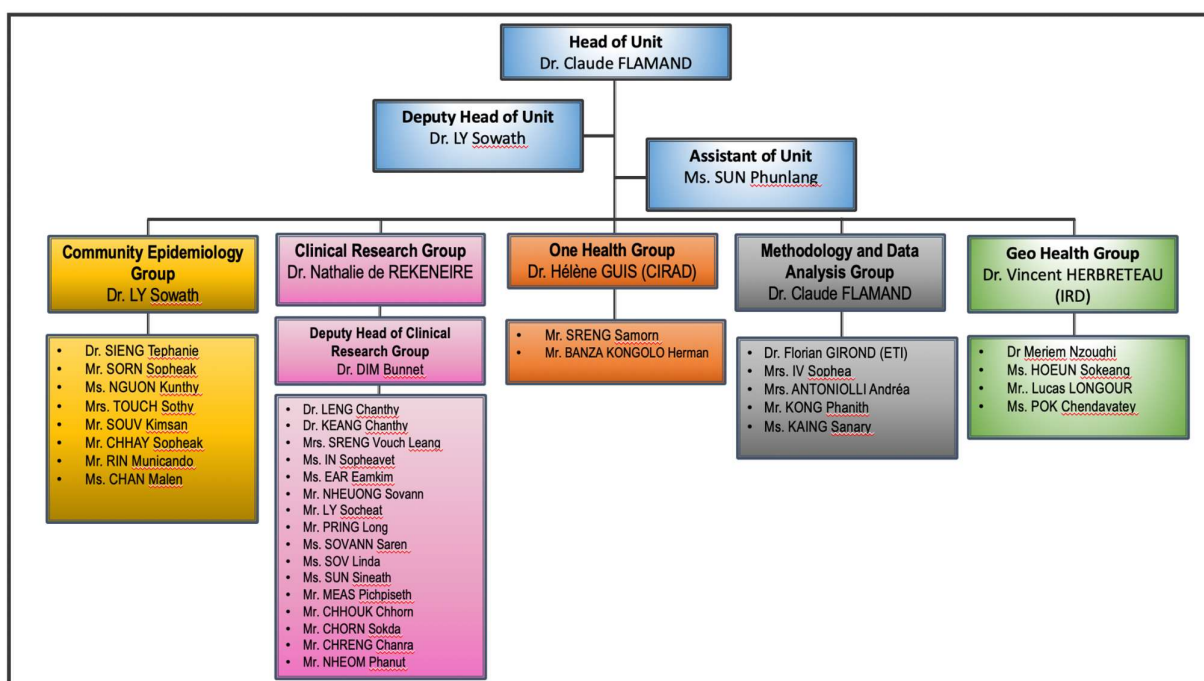 Head of Unit
Dr. Claude FLAMAND
Deputy Head of Unit
Dr. LY Sowath
Assistant of Unit
Ms. SUN Phunlang
Community Epidemiology
Group
Dr. LY Sowath
• Dr. SIENG Tephanie
• Mr. SORN Sopheak
• Ms. NGUON Kunthy
• Mrs. TOUCH Sothy
• Mr. SOUV Kimsan
• Mr. CHHAY Sopheak
• Mr. RIN Municando
• Ms. CHAN Malen
Clinical Research Group
Dr. Nathalie de REKENEIRE
Deputy Head of Clinical
Research Group
Dr. DIM Bunnet
• Dr. LENG Chanthy
• Dr. KEANG Chanthy
• Mrs. SRENG Vouch Leang
• Ms. IN Sopheavet
• Ms. EAR Eamkim
• Mr. NHEUONG Sovann
• Mr. LY Socheat
• Mr. PRING Long
• Ms. SOVANN Saren
• Ms. SOV Linda
• Ms. SUN Sineath
• Mr. MEAS Pichpiseth
• Mr. CHHOUK Chhorn
• Mr. CHORN Sokda
• Mr. CHRENG Chanra
• Mr. NHEOM Phanut
One Health Group
Dr. Hélène GUIS (CIRAD)
• Mr. SRENG Samorn
• Mr. BANZA KONGOLO Herman
Methodology and Data
Analysis Group
Dr. Claude FLAMAND
• Dr. Florian GIROND (ETI)
• Mrs. IV Sophea
• Mrs. ANTONIOLLI Andréa
• Mr. KONG Phanith
• Ms. KAING Sanary
Geo Health Group
Dr. Vincent HERBRETEAU
(IRD)
• Dr Meriem Nzoughi
• Ms. HOEUN Sokeang
• Mr.. Lucas LONGOUR
• Ms. POK Chendavatey